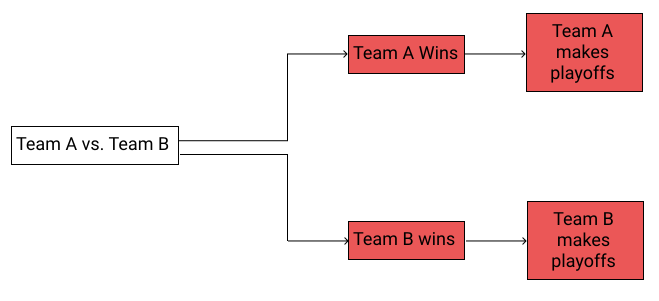 Team A vs. Team B
Team A Wins
Team A
makes
playoffs
Team B wins
Team B
makes
playoffs